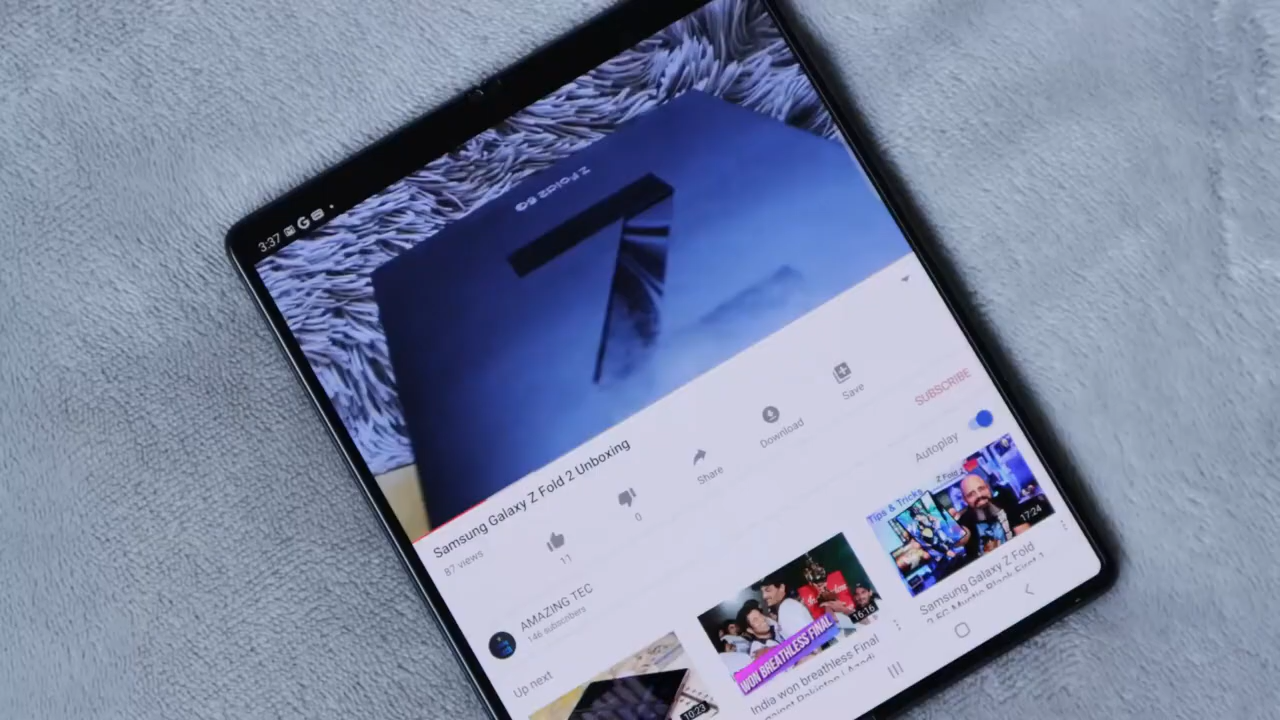 3:37
Z Fold2 5G
Samsung Galaxy Z Fold 2 Unboxing
87 views
11
0
Share
Download
Save
AMAZING TEC
146 subscribers
SUBSCRIBE
Up next
Autoplay
10:23
WON BREATHLESS FINAL
16:16
India won breathless Final
Tips & Tricks
Z Fold 2
17:24
Samsung Galaxy Z Fold